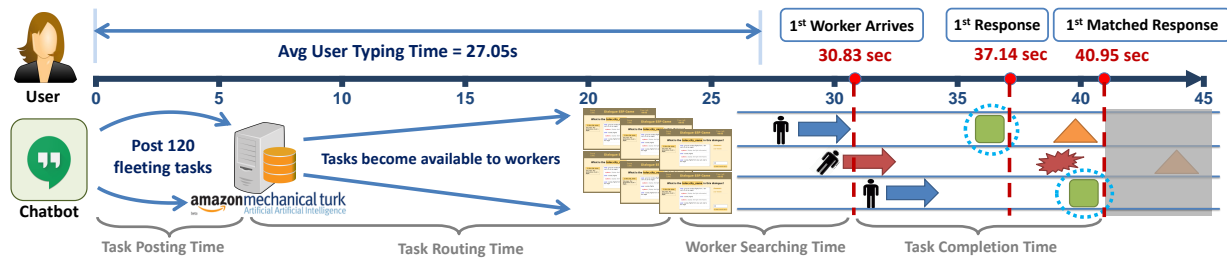 1st Worker Arrives
1st Response
1st Matched Response
Avg User Typing Time = 27.05s
30.83 sec
37.14 sec
40.95 sec
User
0
5
10
15
20
25
30
35
40
45
Post 120
fleeting tasks
Tasks become available to workers
Chatbot
amazonmechanical turk
Artificial Artificial Intelligence
Task Posting Time
Task Routing Time
Worker Searching Time
Task Completion Time